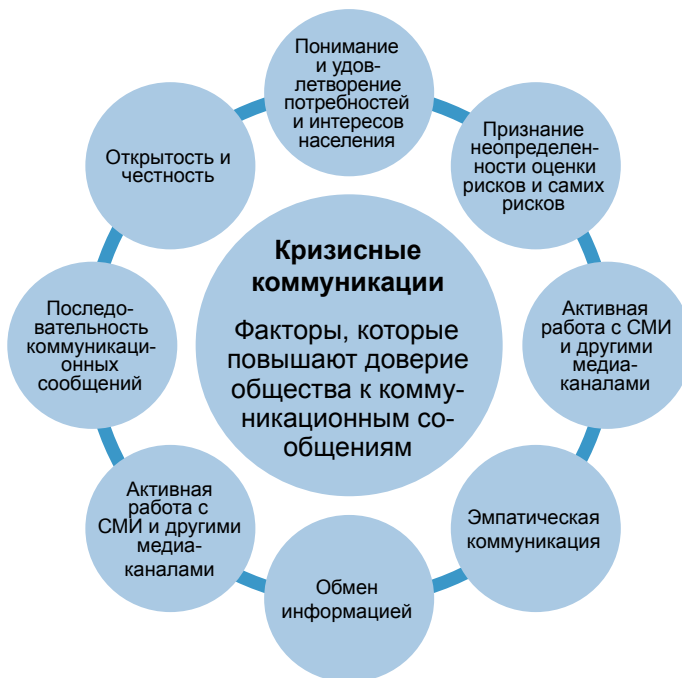 Понимание
и удов-
летворение
потребностей
и интересов
населения
Признание
неопределен-
ности оценки
рисков и самих
рисков
Активная
работа с СМИ
и другими
медиа-
каналами
Эмпатическая
коммуникация
Обмен
информацией
Активная
работа с
СМИ и другими
медиа-
каналами
Последо-
вательность
коммуникаци-
онных
сообщений
Открытость и
честность
Кризисные
коммуникации
Факторы, которые
повышают доверие
общества к комму-
никационным со-
общениям